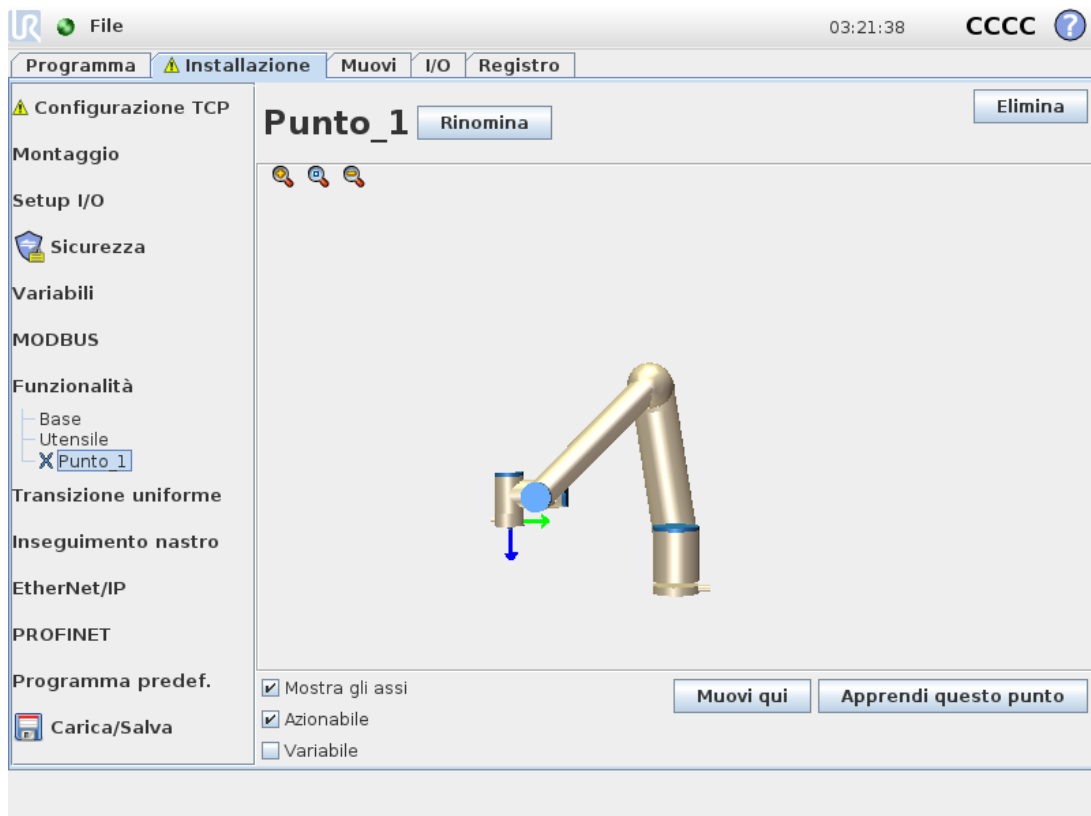 UR File 03:21:38 CCCC ?
Programma Installazione Muovi I/O Registro
Configurazione TCP
Montaggio
Setup I/O
Sicurezza
Variabili
MODBUS
Funzionalità
Base
Utensile
Punto_1
Transizione uniforme
Inseguimento nastro
EtherNet/IP
PROFINET
Programma predef.
Carica/Salva
Punto_1 Rinomina Elimina
Mostra gli assi
Azionabile
Variabile
Muovi qui Apprendi questo punto